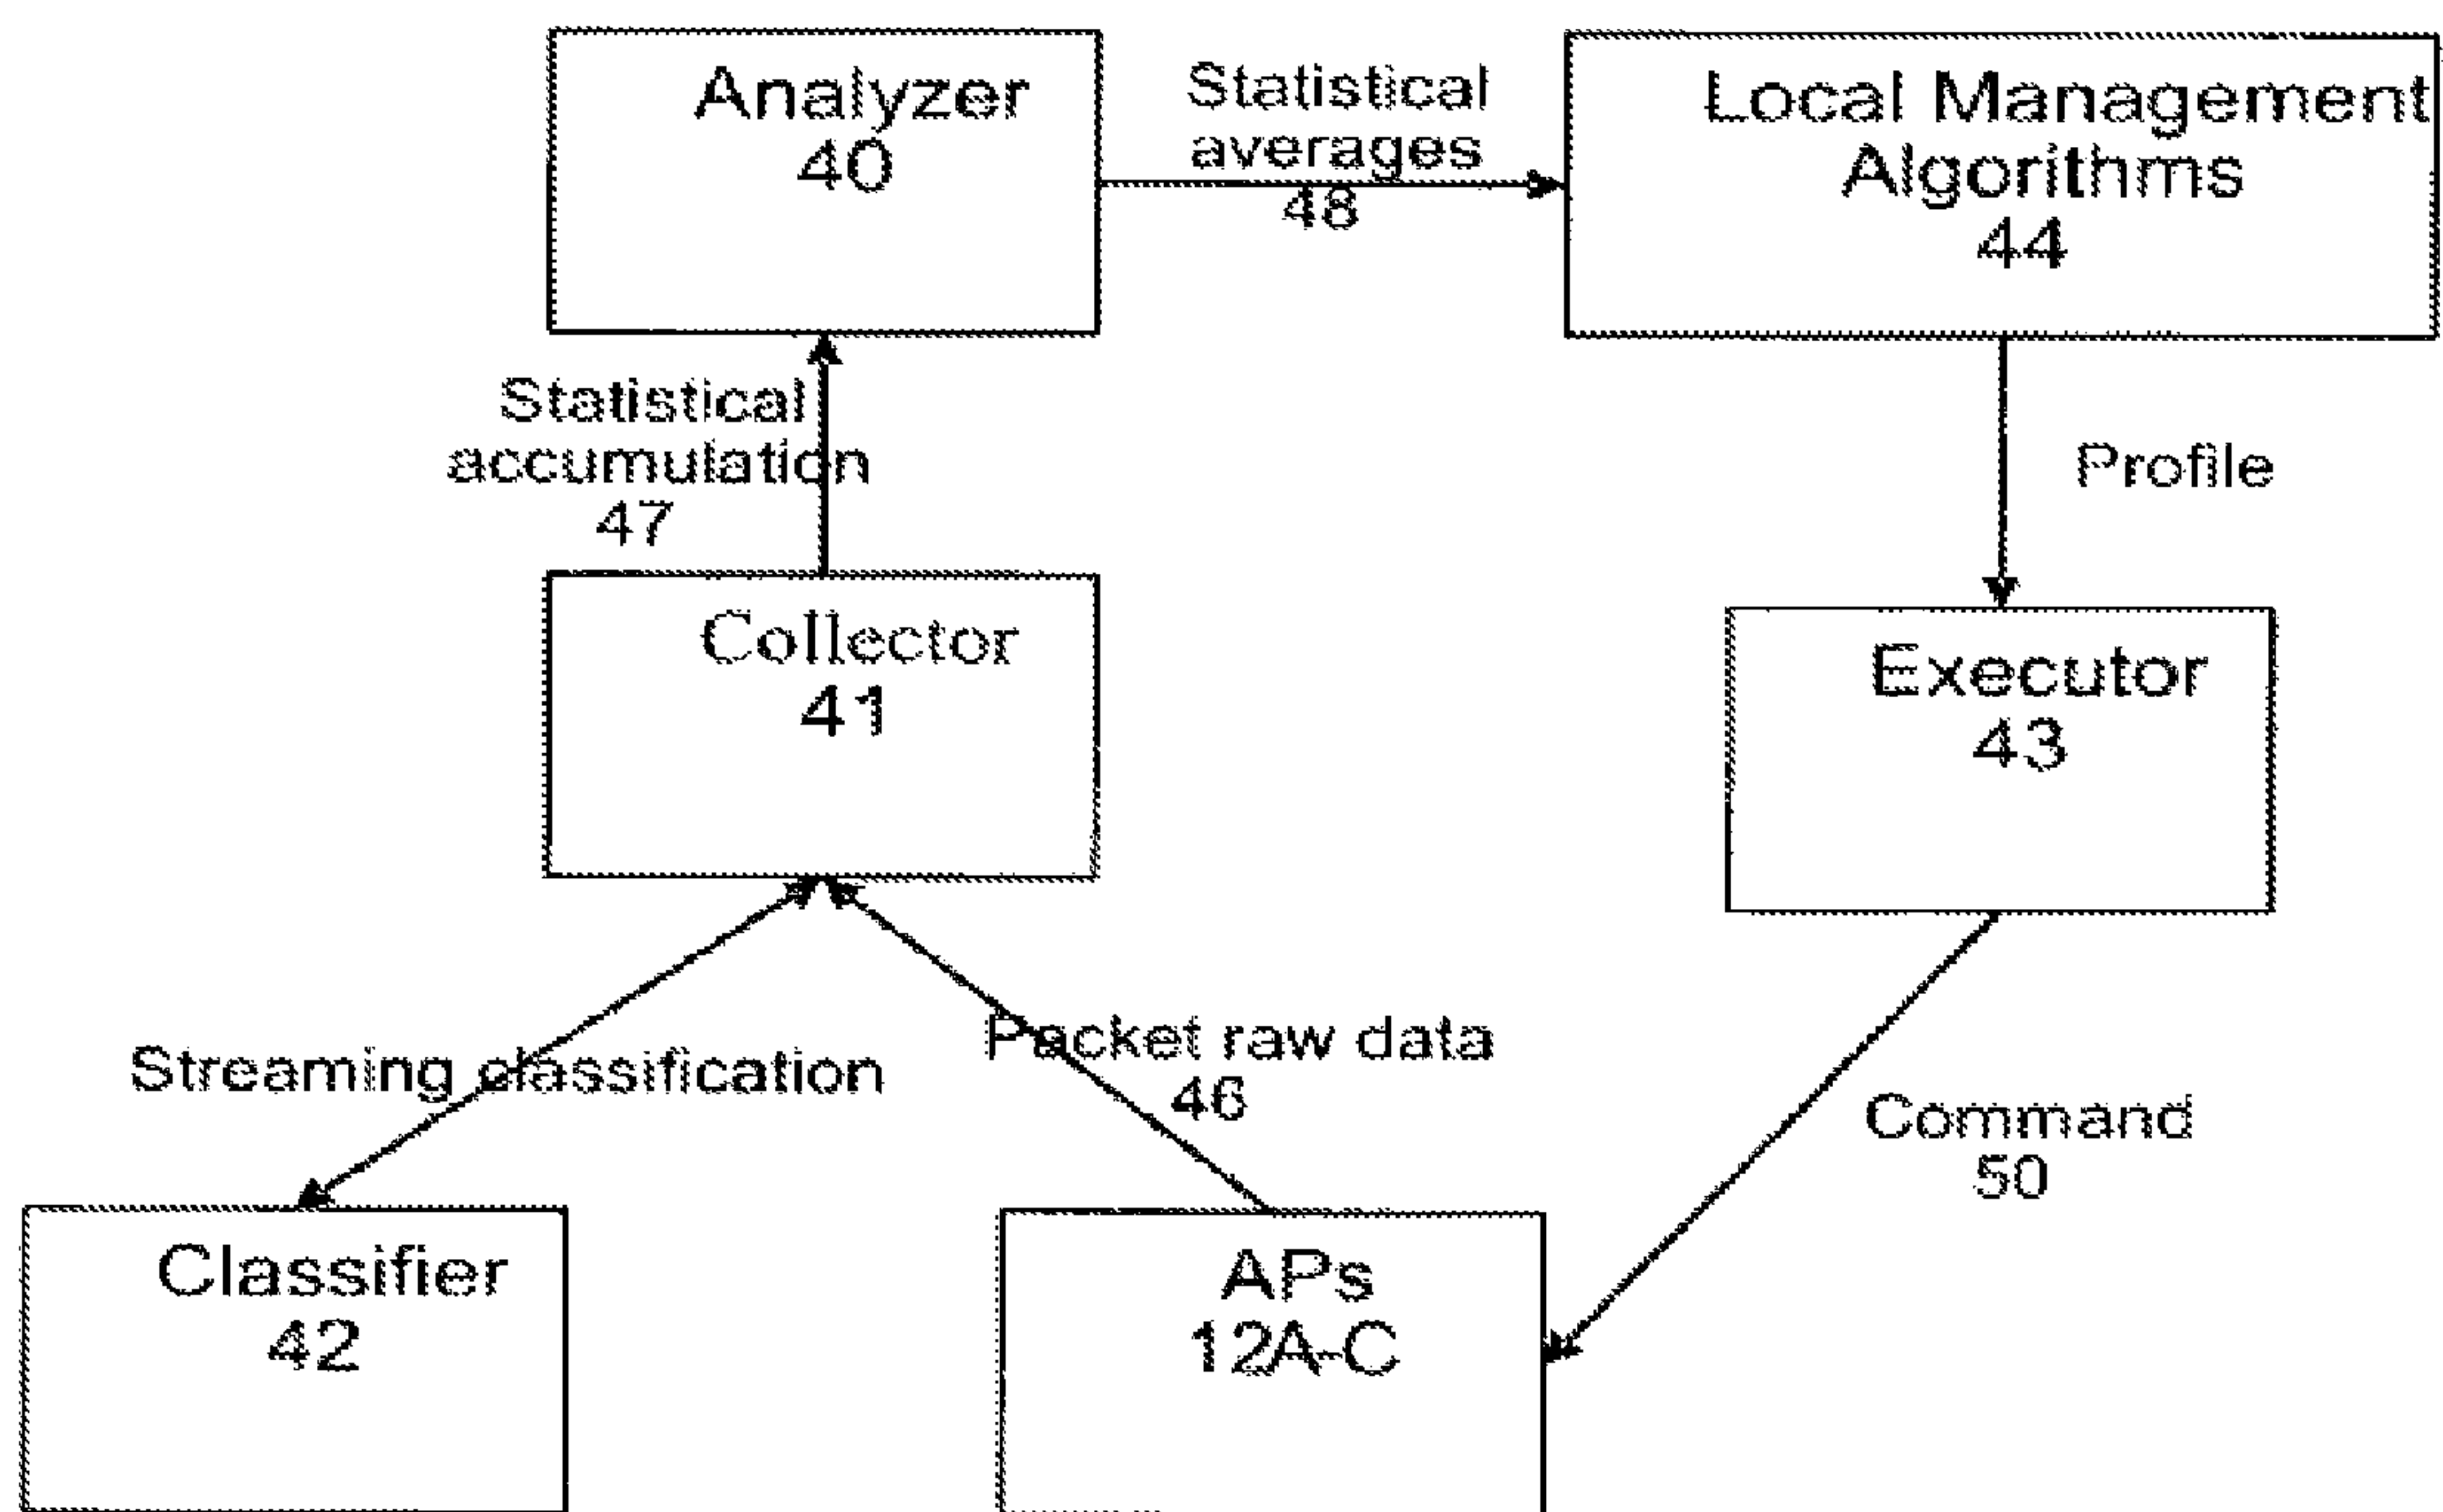 Analyzer
40
Statistical
averages
48
Local Management
Algorithms
44
Statistical
accumulation
47
Profile
Collector
41
Executor
43
Streaming classification
Packet raw data
46
Command
50
Classifier
42
APs
12A-C